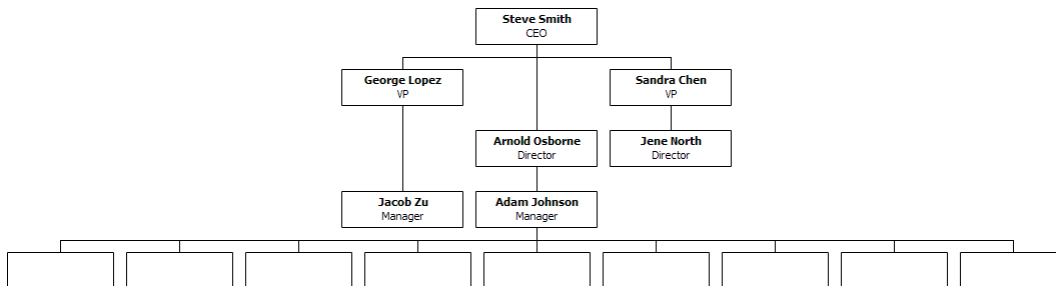 Steve Smith
CEO
George Lopez
VP
Sandra Chen
VP
Arnold Osborne
Director
Jene North
Director
Jacob Zu
Manager
Adam Johnson
Manager